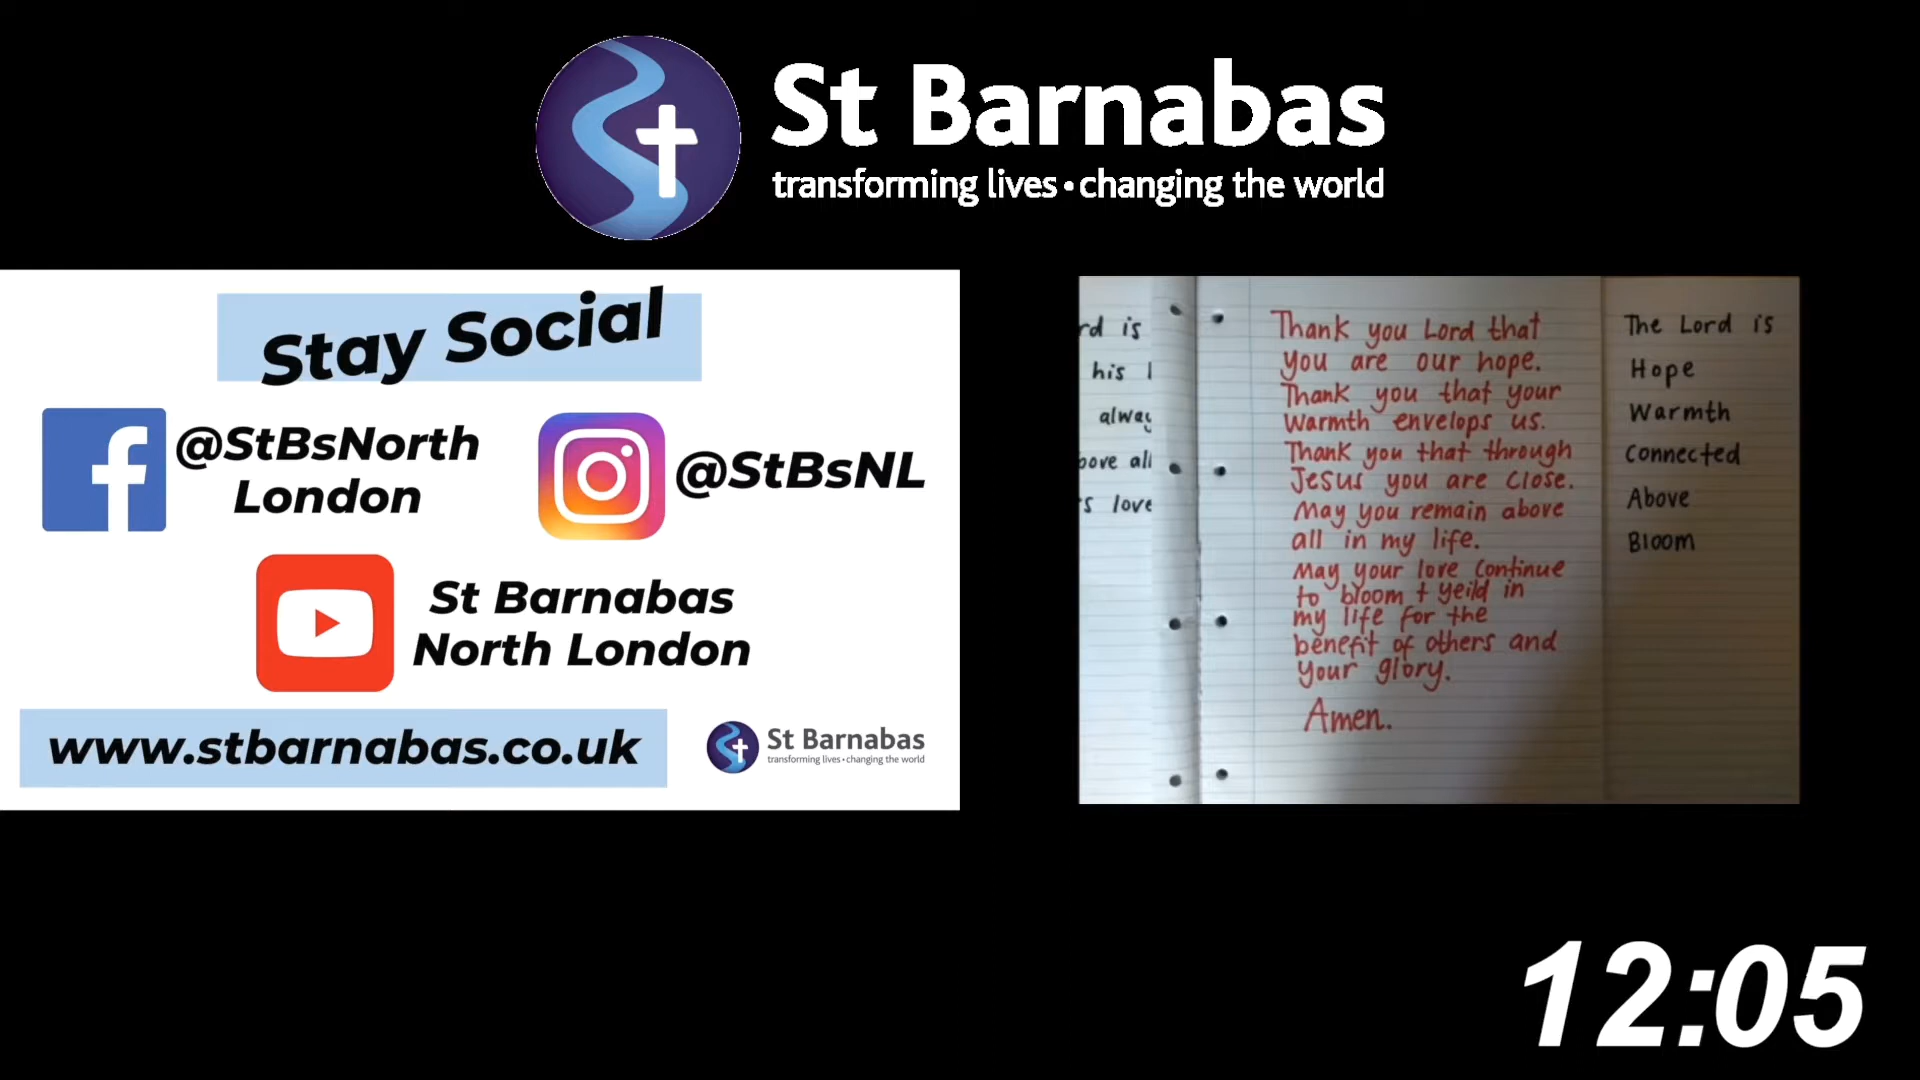 St Barnabas
transforming lives • changing the world
Stay Social
@StBsNorth
London
@StBsNL
St Barnabas
North London
www.stbarnabas.co.uk
St Barnabas
transforming lives • changing the world
rd is
his
alway
bove all
s love
Thank you Lord that
you are our hope.
Thank you that your
warmth envelops us.
Thank you that through
Jesus you are close.
May you remain above
all in my life.
May your love continue
to bloom + yeild in
my life for the
benefit of others and
your glory.
Amen.
The Lord is
Hope
Warmth
Connected
Above
Bloom
12:05